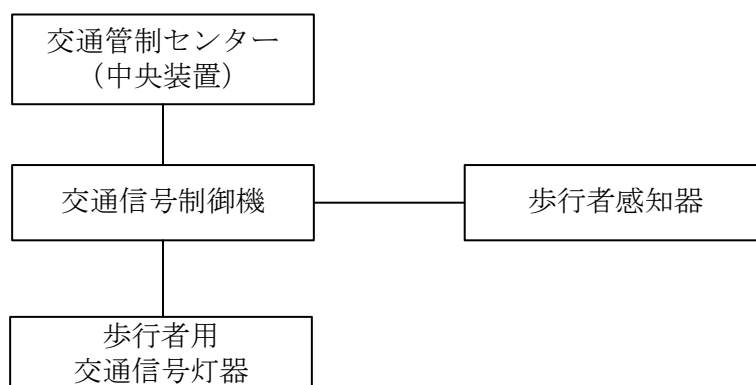 交通管制センター
（中央装置）
交通信号制御機
歩行者感知器
歩行者用
交通信号灯器